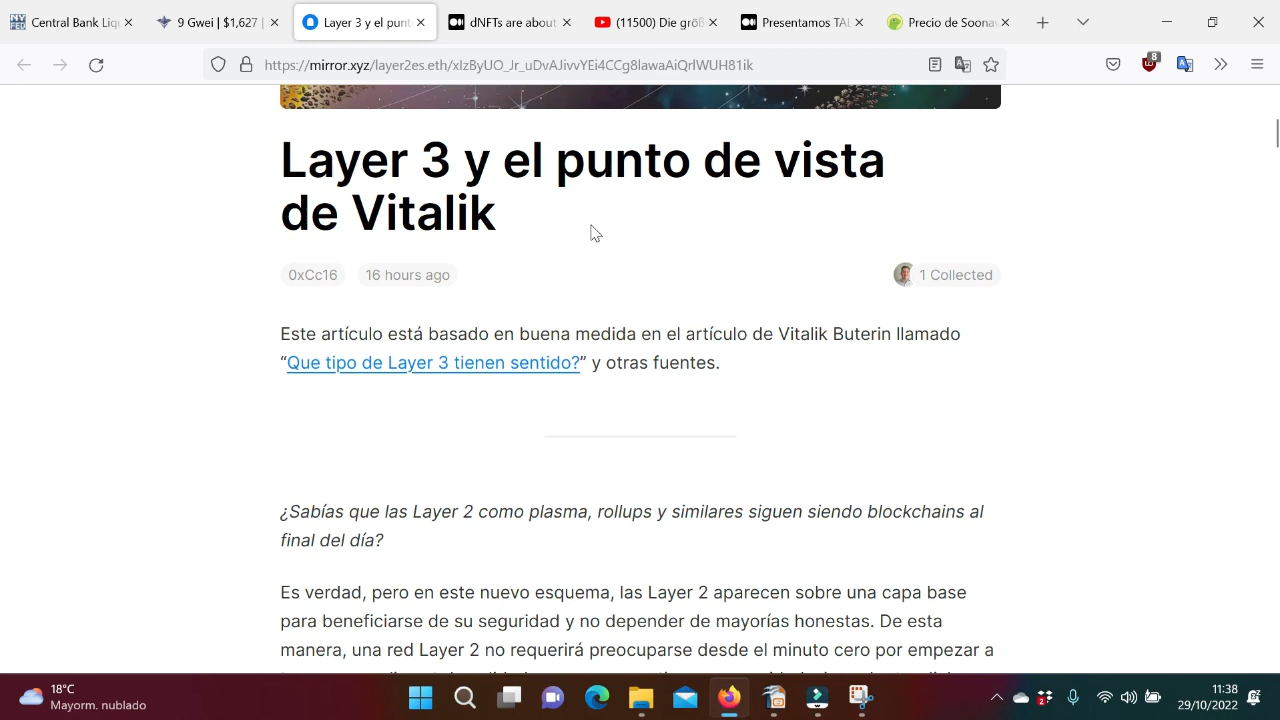 NY FED
Central Bank Liqu
9 Gwei | $1,627 |
Layer 3 y el punt
dNFTs are about
(11500) Die größ
Presentamos TAL
Precio de Soonav
https://mirror.xyz/layer2es.eth/
8
Layer 3 y el punto de vista
de Vitalik
0xCc16
16 hours ago
1 Collected
Este artículo está basado en buena medida en el artículo de Vitalik Buterin llamado
“Que tipo de Layer 3 tienen sentido?” y otras fuentes.
¿Sabías que las Layer 2 como plasma, rollups y similares siguen siendo blockchains al
final del día?
Es verdad, pero en este nuevo esquema, las Layer 2 aparecen sobre una capa base
para beneficiarse de su seguridad y no depender de mayorías honestas. De esta
manera, una red Layer 2 no requerirá preocuparse desde el minuto cero por empezar a
18°C
Mayorm. nublado
2
11:38
29/10/2022